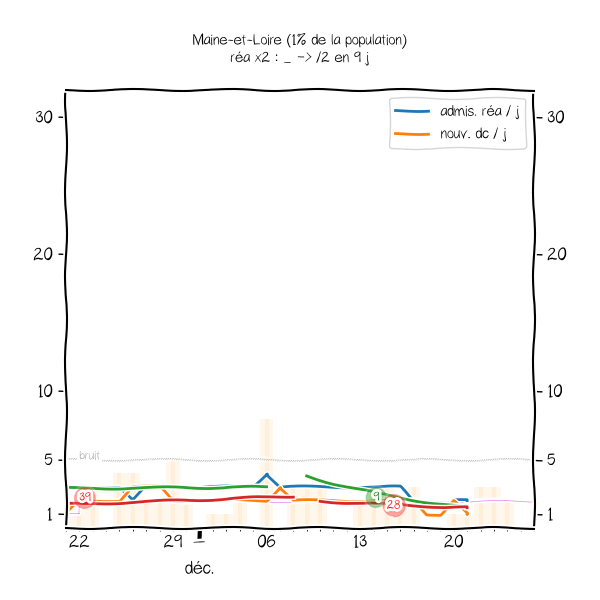 Maine-et-Loire (1% de la population)
réa x2 : _ -> /2 en 9 j
admis. réa / j
nouv. dc / j
30 30
20 20
10 10
5 bruit 5
39 9 28
1 1
22 29 06 13 20
déc.